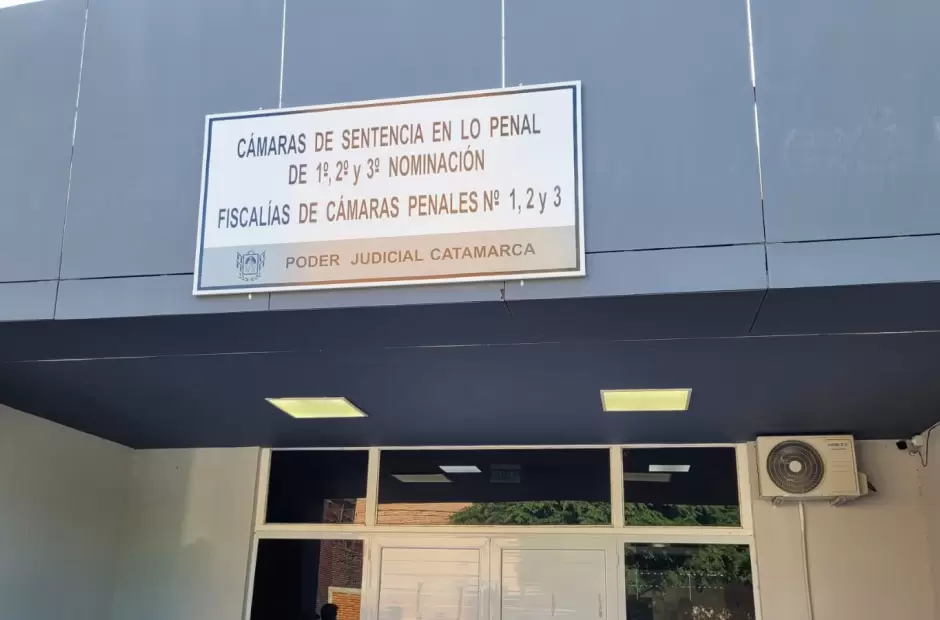 CÁMARAS DE SENTENCIA EN LO PENAL
DE 1º, 2º y 3º NOMINACIÓN
FISCALÍAS DE CÁMARAS PENALES Nº 1, 2 y 3
PODER JUDICIAL CATAMARCA